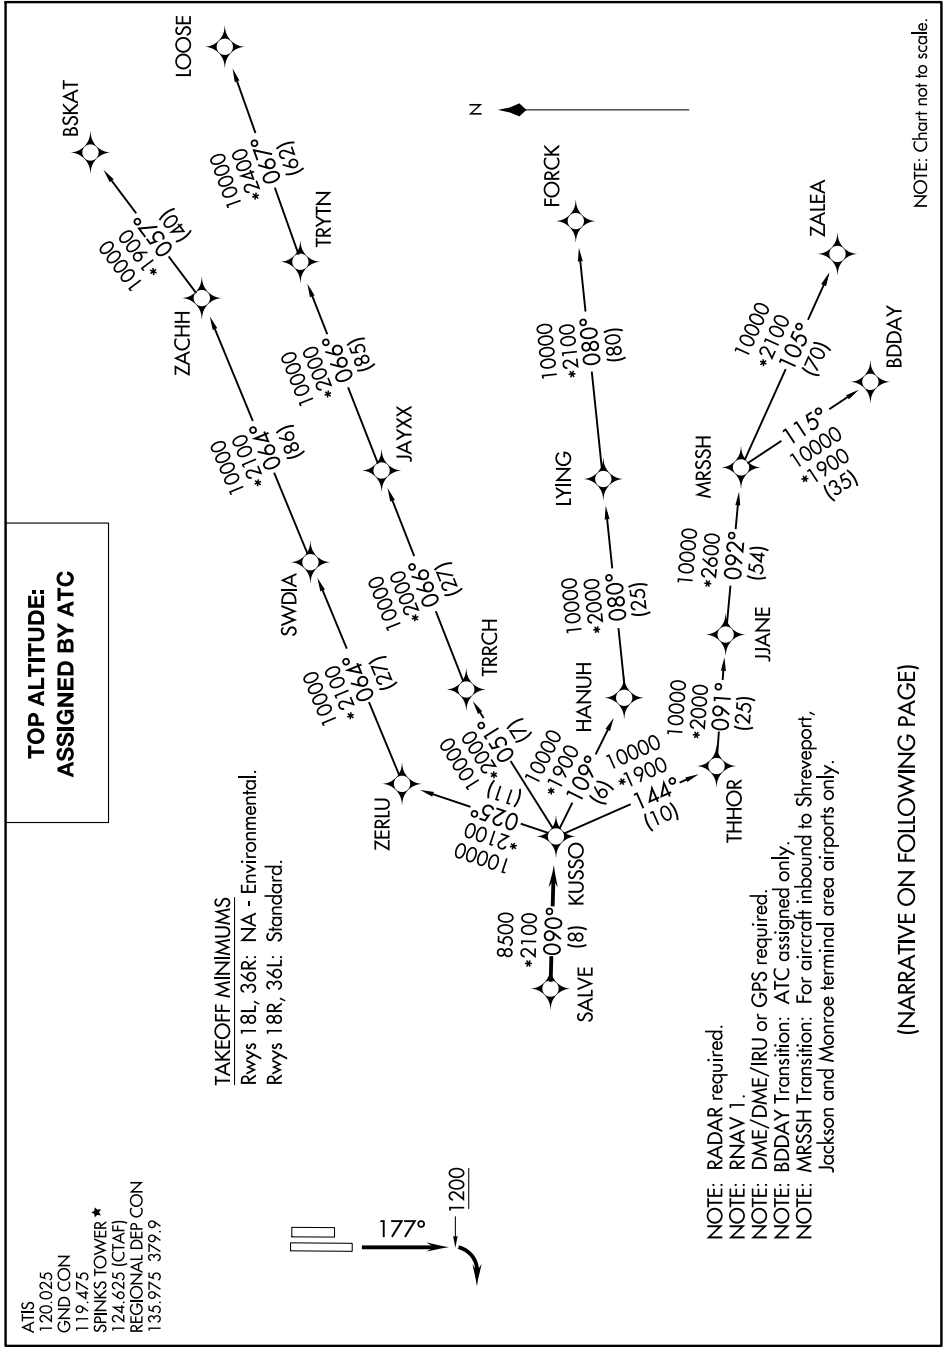 TOP ALTITUDE:
ASSIGNED BY ATC
ATIS
120.025
GND CON
119.475
SPINKS TOWER★
124.625 (CTAF)
REGIONAL DEP CON
135.975 379.9
TAKEOFF MINIMUMS
Rwys 18L, 36R: NA - Environmental.
Rwys 18R, 36L: Standard.
177°
1200
SALVE
8500
*2100
090°
(8)
KUSSO
10000
*2100
025°
(11)
ZERLU
10000
*2100
064°
(27)
SWDIA
10000
*2100
064°
(86)
ZACHH
10000
*1900
057°
(40)
BSKAT
10000
*2000
051°
(7)
TRRCH
10000
*2000
066°
(27)
JAYXX
10000
*2000
066°
(85)
TRYTN
10000
*2400
067°
(62)
LOOSE
N
10000
*1900
109°
(6)
HANUH
10000
*2000
080°
(25)
LYING
10000
*2100
080°
(80)
FORCK
10000
*1900
144°
(10)
THHOR
10000
*2000
091°
(25)
JJANE
10000
*2600
092°
(54)
MRSSH
10000
*2100
105°
(70)
ZALEA
115°
10000
*1900
(35)
BDDAY
NOTE: RADAR required.
NOTE: RNAV 1.
NOTE: DME/DME/IRU or GPS required.
NOTE: BDDAY Transition: ATC assigned only.
NOTE: MRSSH Transition: For aircraft inbound to Shreveport,
Jackson and Monroe terminal area airports only.
(NARRATIVE ON FOLLOWING PAGE)
NOTE: Chart not to scale.